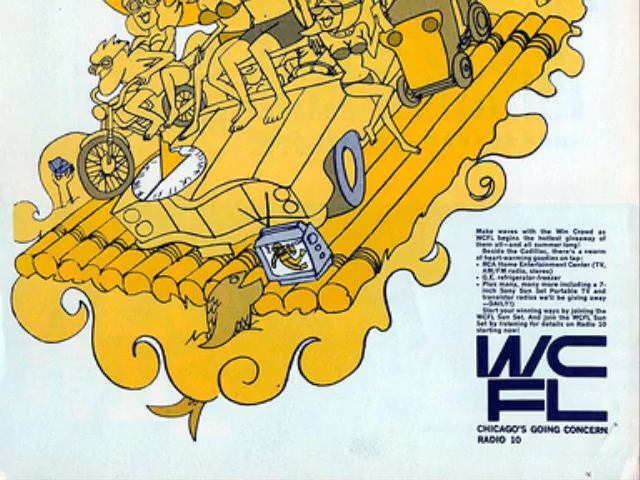 Make waves with the Win Crowd as
WCFL begins the hottest giveaway of
them all—and all summer long!
Beside the Cadillac, there's a swarm
of heart-warming goodies on tap:
• RCA Home Entertainment Center (TV,
AM/FM radio, stereo)
• G.E. refrigerator-freezer
• Plus many, many more including a 7-
inch Sony Sun Set Portable TV and
transistor radios we'll be giving away
—DAILY!)
Start your winning ways by joining the
WCFL Sun Set. And join the WCFL Sun
Set by listening for details on Radio 10
starting now!
WC
FL
CHICAGO'S GOING CONCERN
RADIO 10